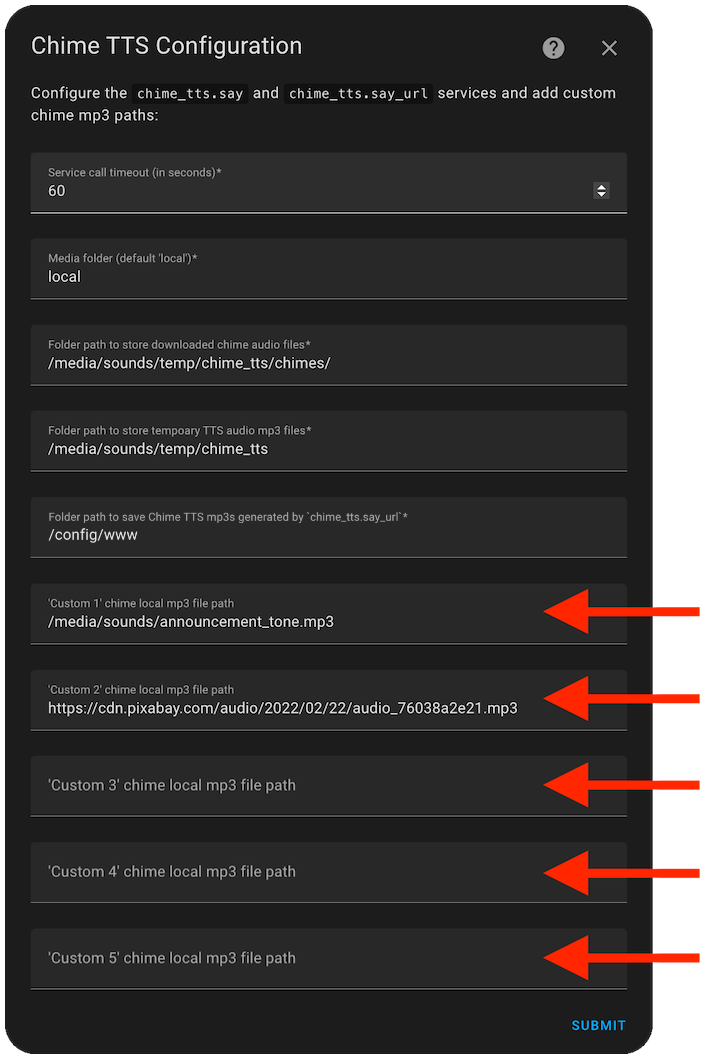 Chime TTS Configuration
Configure the chime_tts.say and chime_tts.say_url services and add custom
chime mp3 paths:
Service call timeout (in seconds)*
60
Media folder (default 'local')*
local
Folder path to store downloaded chime audio files*
/media/sounds/temp/chime_tts/chimes/
Folder path to store tempoary TTS audio mp3 files*
/media/sounds/temp/chime_tts
Folder path to save Chime TTS mp3s generated by `chime_tts.say_url`*
/config/www
'Custom 1' chime local mp3 file path
/media/sounds/announcement_tone.mp3
'Custom 2' chime local mp3 file path
https://cdn.pixabay.com/audio/2022/02/22/audio_76038a2e21.mp3
'Custom 3' chime local mp3 file path
'Custom 4' chime local mp3 file path
'Custom 5' chime local mp3 file path
SUBMIT